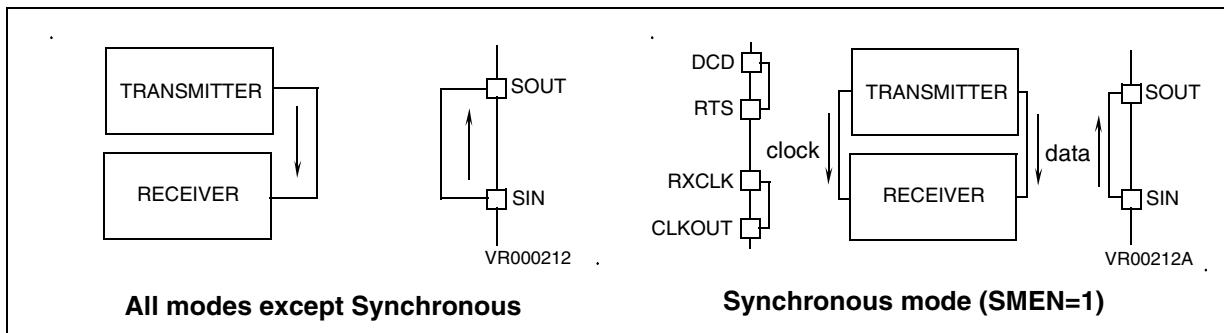 TRANSMITTER
RECEIVER
SOUT
SIN
VR000212
All modes except Synchronous
DCD
RTS
RXCLK
CLKOUT
clock
TRANSMITTER
RECEIVER
data
SOUT
SIN
VR00212A
Synchronous mode (SMEN=1)